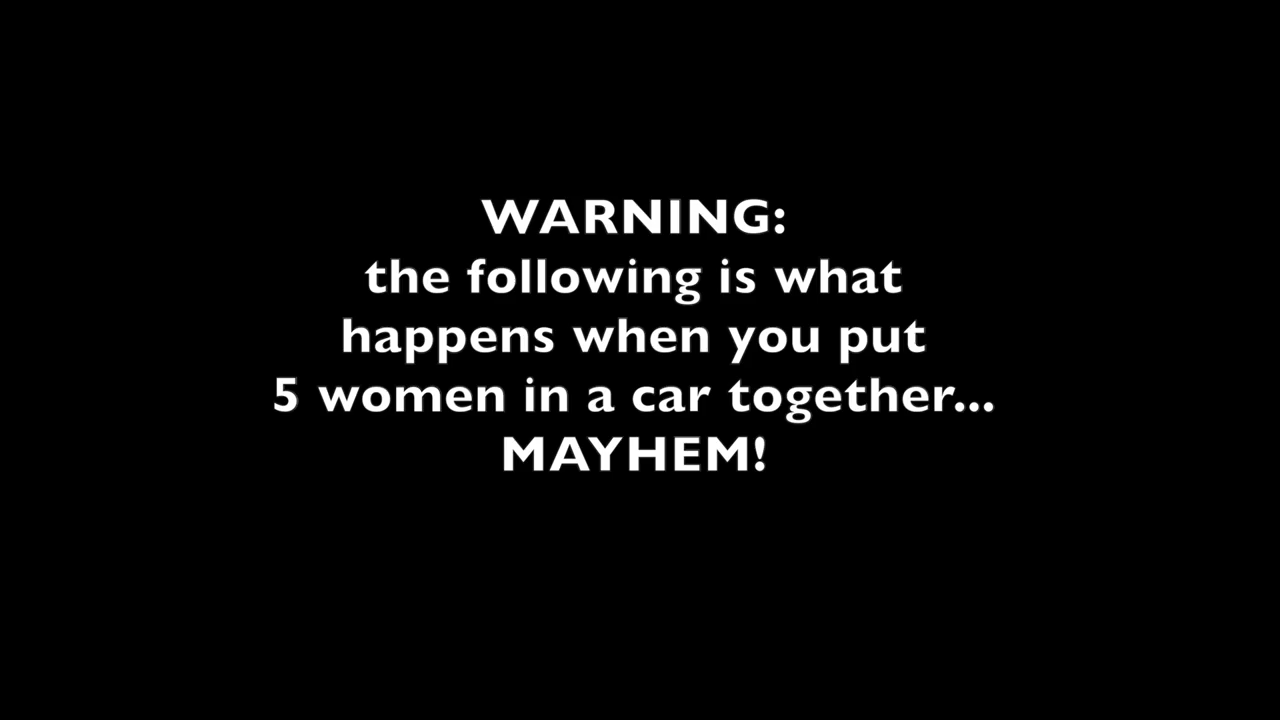 WARNING:
the following is what
happens when you put
5 women in a car together...
MAYHEM!